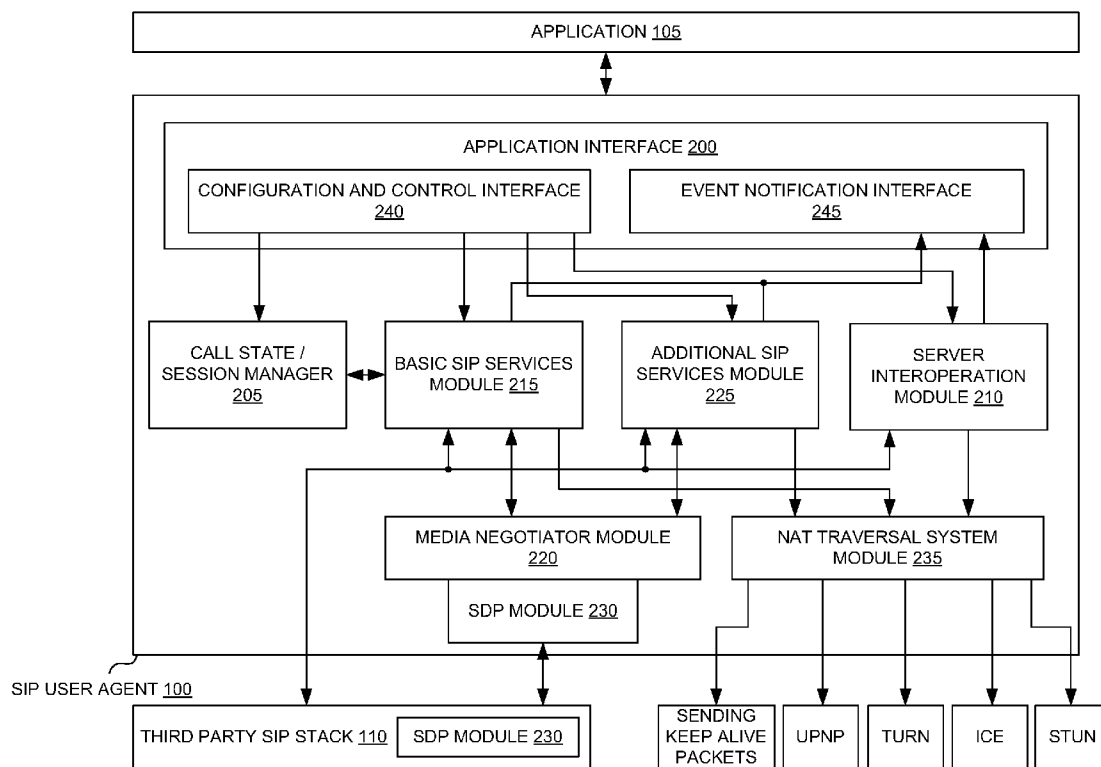 APPLICATION 105
APPLICATION INTERFACE 200
CONFIGURATION AND CONTROL INTERFACE
240
EVENT NOTIFICATION INTERFACE
245
CALL STATE /
SESSION MANAGER
205
BASIC SIP SERVICES
MODULE 215
ADDITIONAL SIP
SERVICES MODULE
225
SERVER
INTEROPERATION
MODULE 210
MEDIA NEGOTIATOR MODULE
220
NAT TRAVERSAL SYSTEM
MODULE 235
SDP MODULE 230
SIP USER AGENT 100
THIRD PARTY SIP STACK 110
SDP MODULE 230
SENDING
KEEP ALIVE
PACKETS
UPNP
TURN
ICE
STUN